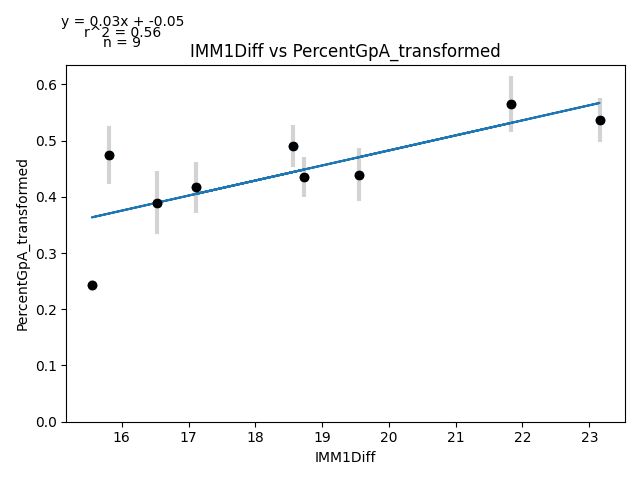 y = 0.03x + -0.05
r^2 = 0.56
n = 9
IMM1Diff vs PercentGpA_transformed
PercentGpA_transformed
0.6
0.5
0.4
0.3
0.2
0.1
0.0
16 17 18 19 20 21 22 23
IMM1Diff